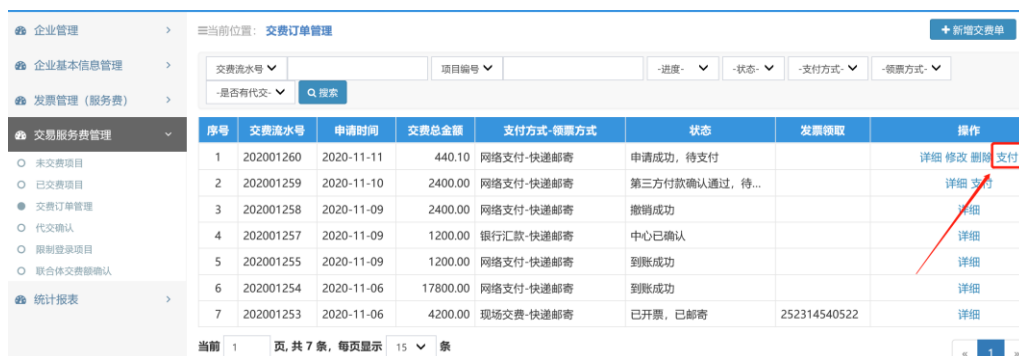 企业管理
企业基本信息管理
发票管理（服务费）
交易服务费管理
未交费项目
已交费项目
交费订单管理
代交确认
限制登录项目
联合体交费额确认
统计报表
当前位置： 交费订单管理
新增交费单
交费流水号 项目编号 -进度- -状态- -支付方式- -领票方式-
-是否有代交- 搜索
序号 交费流水号 申请时间 交费总金额 支付方式-领票方式 状态 发票领取 操作
1 202001260 2020-11-11 440.10 网络支付-快递邮寄 申请成功，待支付 详细 修改 删除 支付
2 202001259 2020-11-10 2400.00 网络支付-快递邮寄 第三方付款确认通过，待... 详细 支付
3 202001258 2020-11-09 2400.00 网络支付-快递邮寄 撤销成功 详细
4 202001257 2020-11-09 1200.00 银行汇款-快递邮寄 中心已确认 详细
5 202001255 2020-11-09 1200.00 网络支付-快递邮寄 到账成功 详细
6 202001254 2020-11-06 17800.00 网络支付-快递邮寄 到账成功 详细
7 202001253 2020-11-06 4200.00 现场交费-快递邮寄 已开票，已邮寄 252314540522 详细
当前 1 页，共 7 条，每页显示 15 条
« 1 »